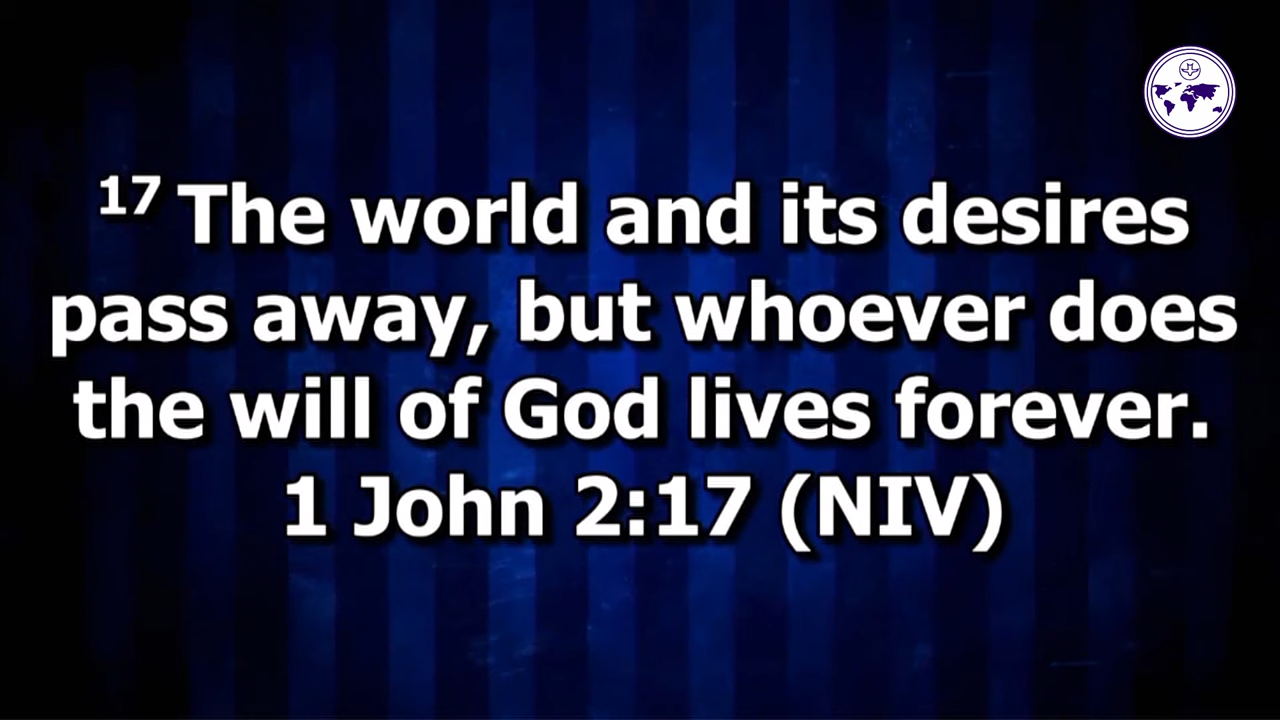 17 The world and its desires
pass away, but whoever does
the will of God lives forever.
1 John 2:17 (NIV)